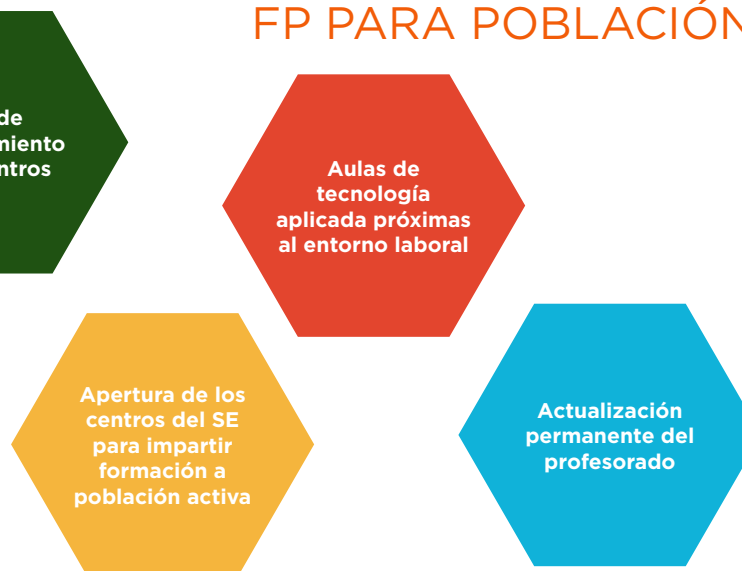 FP PARA POBLACIÓN
de
miento
ntros
Aulas de
tecnología
aplicada próximas
al entorno laboral
Apertura de los
centros del SE
para impartir
formación a
población activa
Actualización
permanente del
profesorado